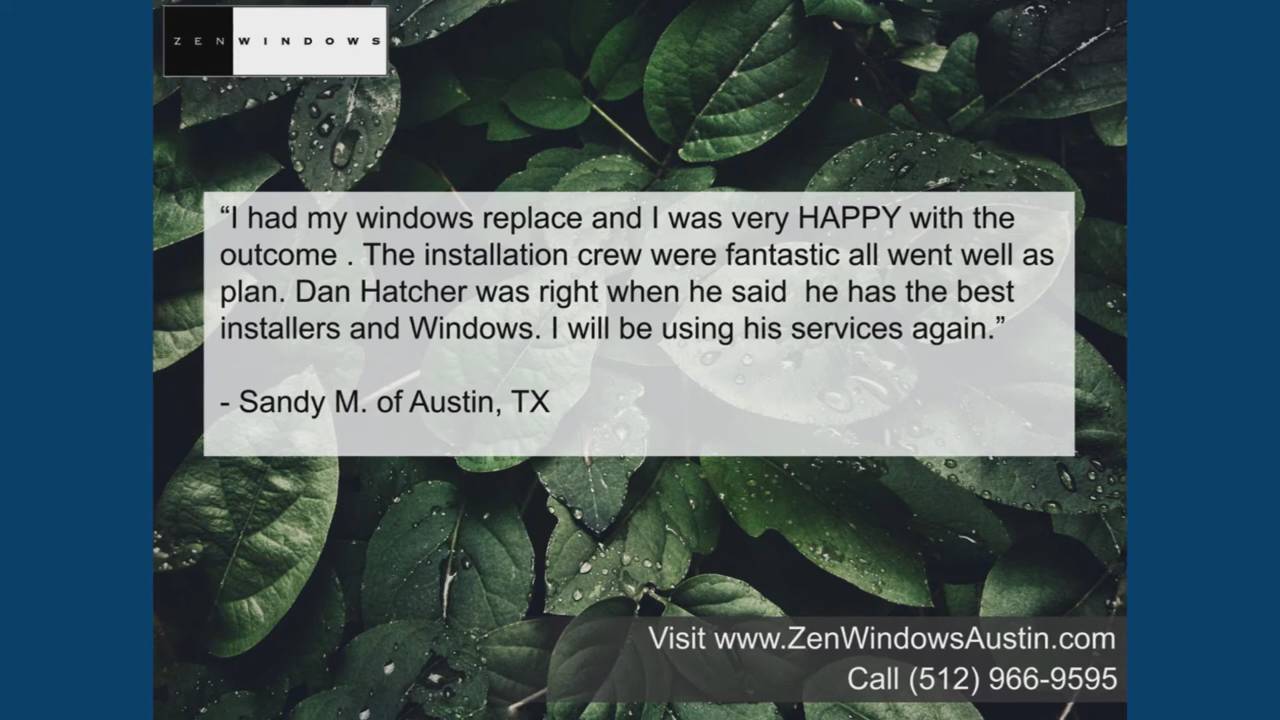 ZEN WINDOWS
“I had my windows replace and I was very HAPPY with the
outcome . The installation crew were fantastic all went well as
plan. Dan Hatcher was right when he said  he has the best
installers and Windows. I will be using his services again.”
- Sandy M. of Austin, TX
Visit www.ZenWindowsAustin.com
Call (512) 966-9595